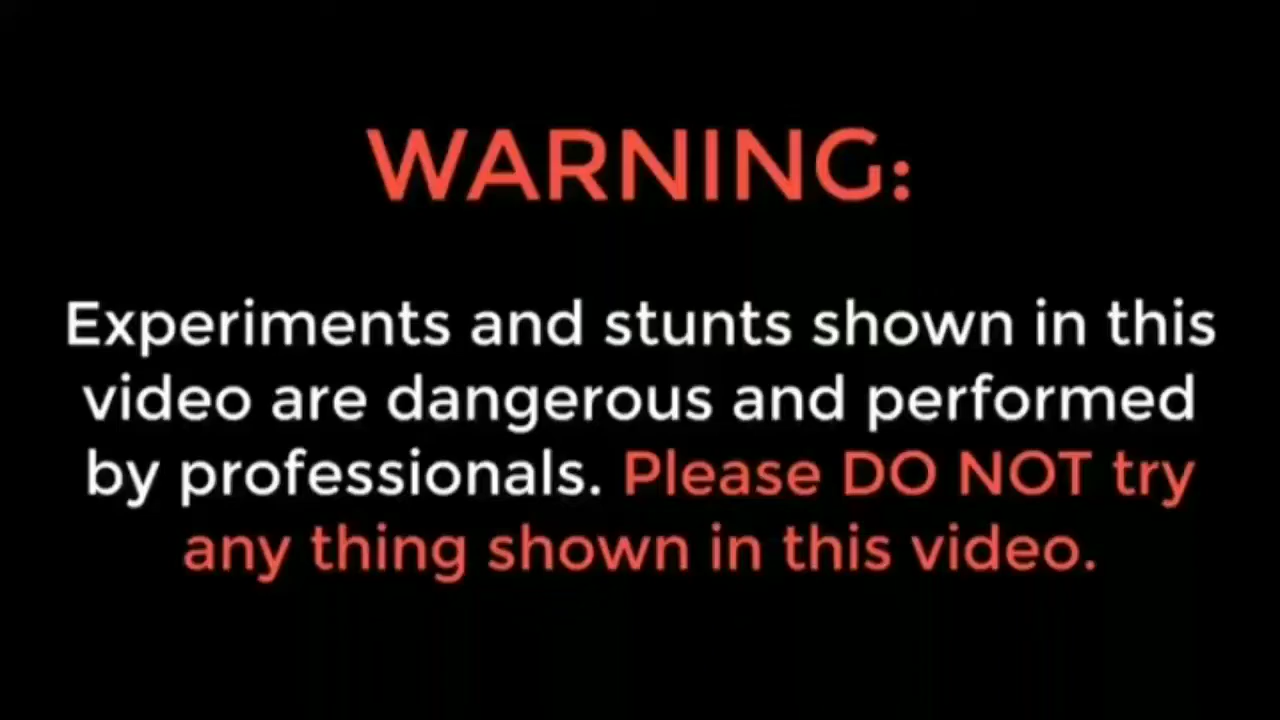 WARNING:
Experiments and stunts shown in this
video are dangerous and performed
by professionals. Please DO NOT try
any thing shown in this video.